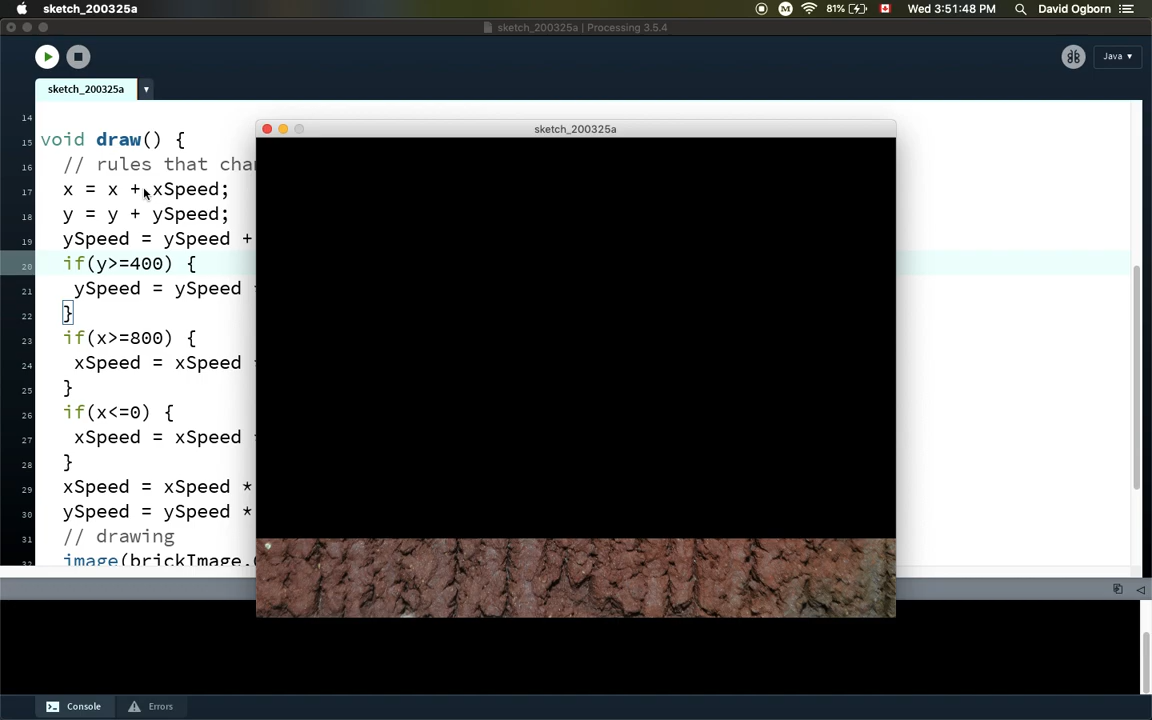 sketch_200325a
81%
Wed 3:51:48 PM
David Ogborn
sketch_200325a | Processing 3.5.4
Java ▾
sketch_200325a
14
15 void draw() {
16 // rules that chan
17 x = x + xSpeed;
18 y = y + ySpeed;
19 ySpeed = ySpeed +
20 if(y>=400) {
21 ySpeed = ySpeed
22 }
23 if(x>=800) {
24 xSpeed = xSpeed
25 }
26 if(x<=0) {
27 xSpeed = xSpeed
28 }
29 xSpeed = xSpeed *
30 ySpeed = ySpeed *
31 // drawing
image(brickImage,
sketch_200325a
Console
Errors